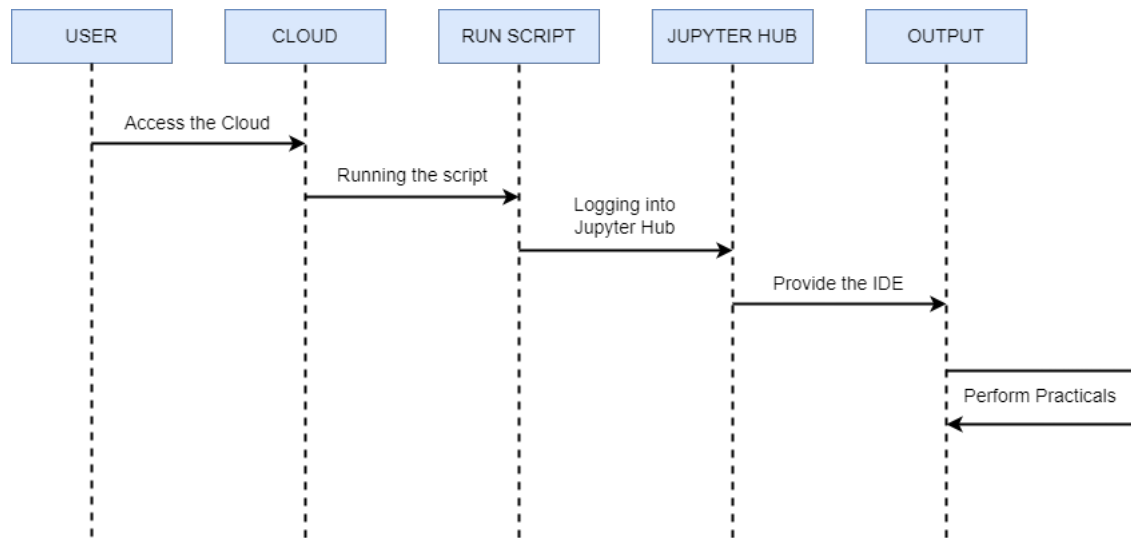 USER
CLOUD
RUN SCRIPT
JUPYTER HUB
OUTPUT
Access the Cloud
Running the script
Logging into
Jupyter Hub
Provide the IDE
Perform Practicals